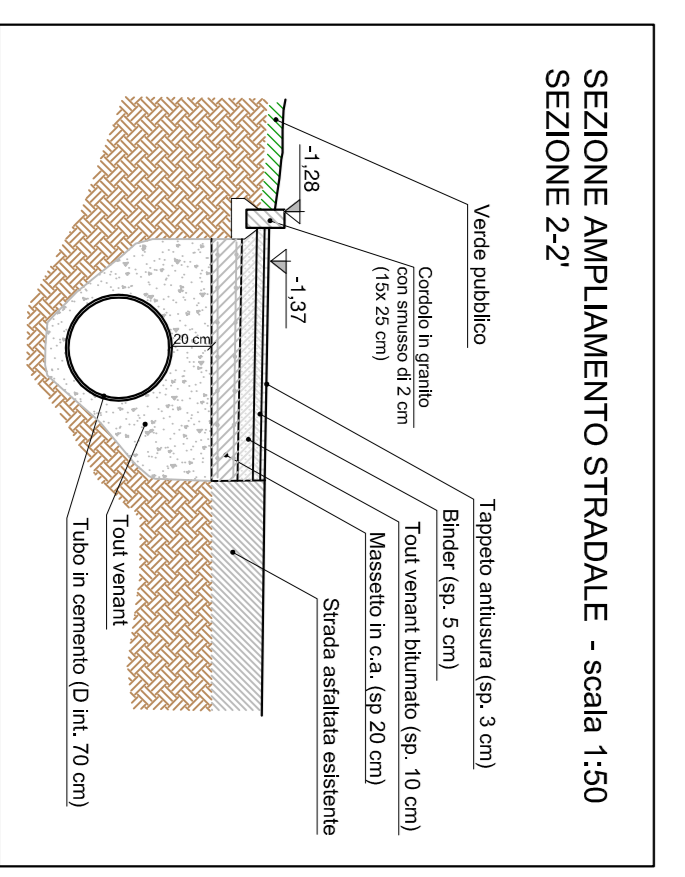 SEZIONE AMPLIAMENTO STRADALE - scala 1:50
SEZIONE 2-2'
Verde pubblico
Cordolo in granito
con smusso di 2 cm
(15x 25 cm)
-1,28
-1,37
20 cm
Tappeto antiusura (sp. 3 cm)
Binder (sp. 5 cm)
Tout venant bitumato (sp. 10 cm)
Massetto in c.a. (sp 20 cm)
Strada asfaltata esistente
Tout venant
Tubo in cemento (D int. 70 cm)